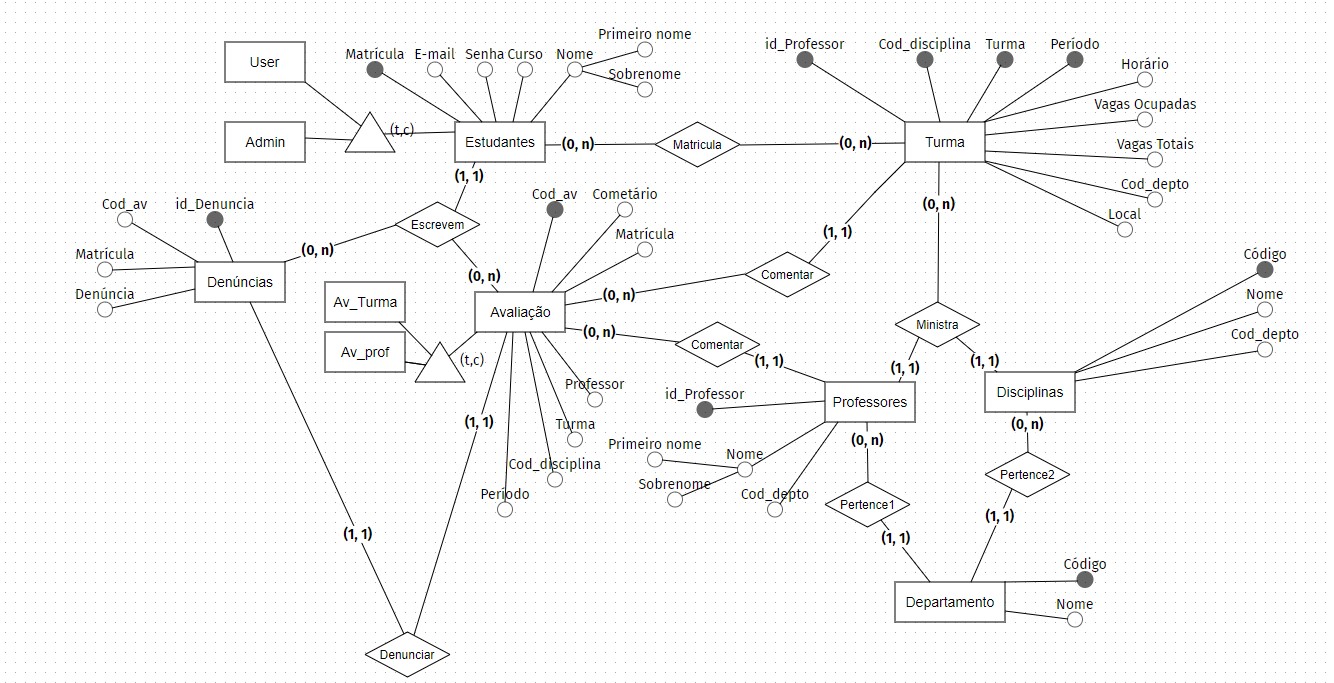 Primeiro nome
id_Professor
Cod_disciplina
Turma
Período
User
Matrícula
E-mail
Senha
Curso
Nome
Sobrenome
Horário
Vagas Ocupadas
Admin
(t,c)
Estudantes
(0, n)
Matricula
(0, n)
Turma
Vagas Totais
(1, 1)
Cod_depto
Cod_av
id_Denuncia
Cod_av
Cometário
(0, n)
Local
Escrevem
Matrícula
(1, 1)
Matrícula
(0, n)
Código
Denúncias
(0, n)
Comentar
Denúncia
Av_Turma
Avaliação
(0, n)
Nome
Ministra
(0, n)
Cod_depto
Av_prof
(t,c)
Comentar
(1, 1)
(1, 1)
(1, 1)
Professor
id_Professor
Professores
Disciplinas
(1, 1)
Turma
(0, n)
(0, n)
Primeiro nome
Nome
Cod_disciplina
Sobrenome
Pertence2
Período
Cod_depto
Pertence1
(1, 1)
(1, 1)
(1, 1)
Código
Departamento
Nome
Denunciar